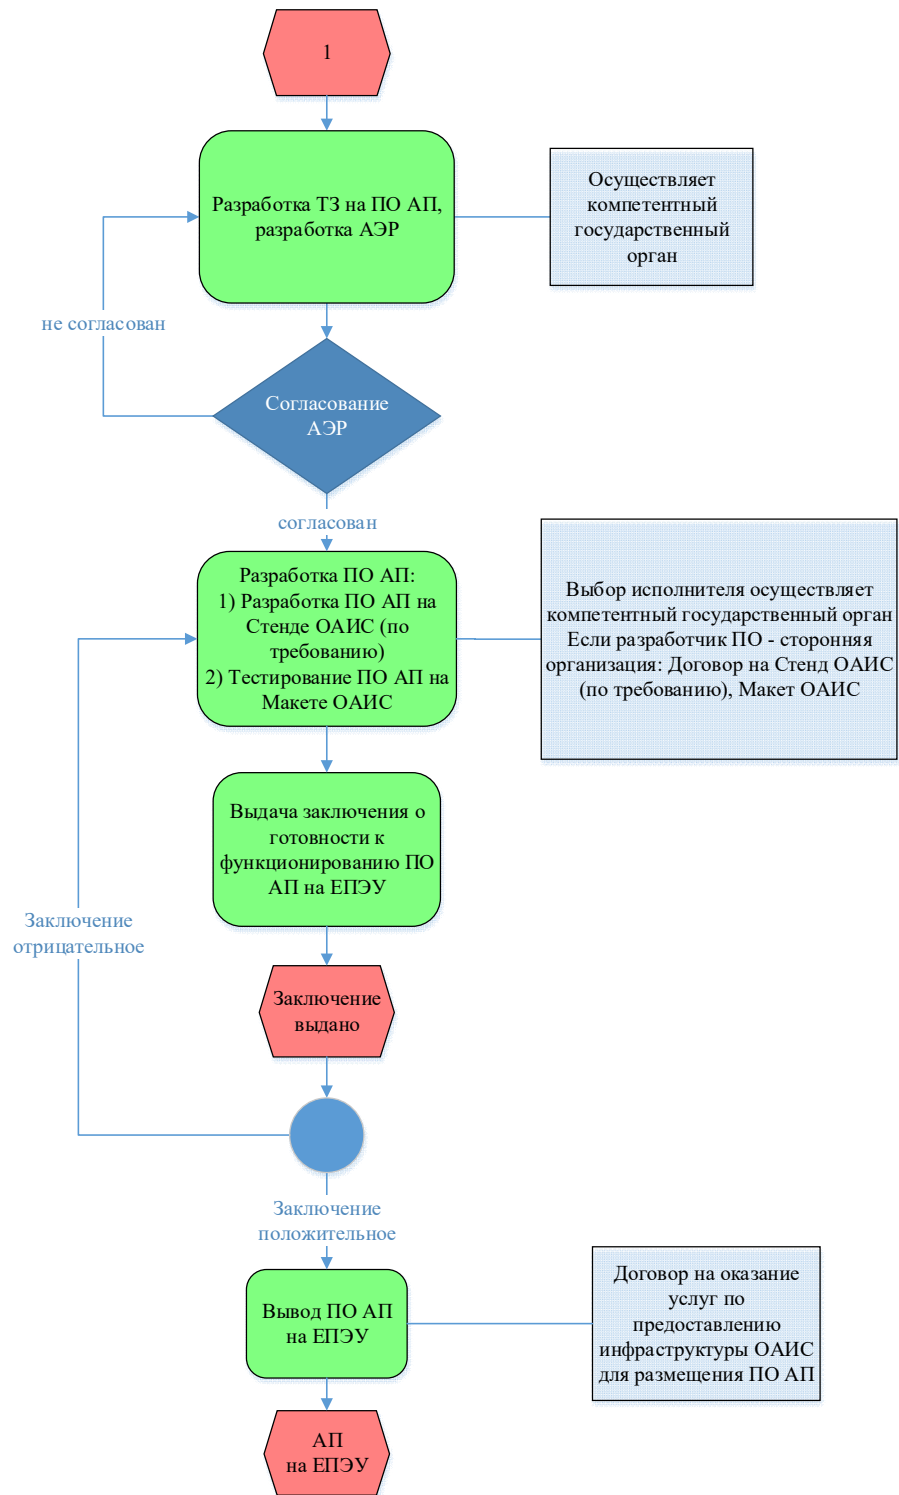 1
Разработка ТЗ на ПО АП,
разработка АЭР
Осуществляет
компетентный
государственный
орган
не согласован
Согласование
АЭР
согласован
Разработка ПО АП:
1) Разработка ПО АП на
Стенде ОАИС (по
требованию)
2) Тестирование ПО АП на
Макете ОАИС
Выбор исполнителя осуществляет
компетентный государственный орган
Если разработчик ПО - сторонняя
организация: Договор на Стенд ОАИС
(по требованию), Макет ОАИС
Выдача заключения о
готовности к
функционированию ПО
АП на ЕПЭУ
Заключение
отрицательное
Заключение
выдано
Заключение
положительное
Вывод ПО АП
на ЕПЭУ
Договор на оказание
услуг по
предоставлению
инфраструктуры ОАИС
для размещения ПО АП
АП
на ЕПЭУ